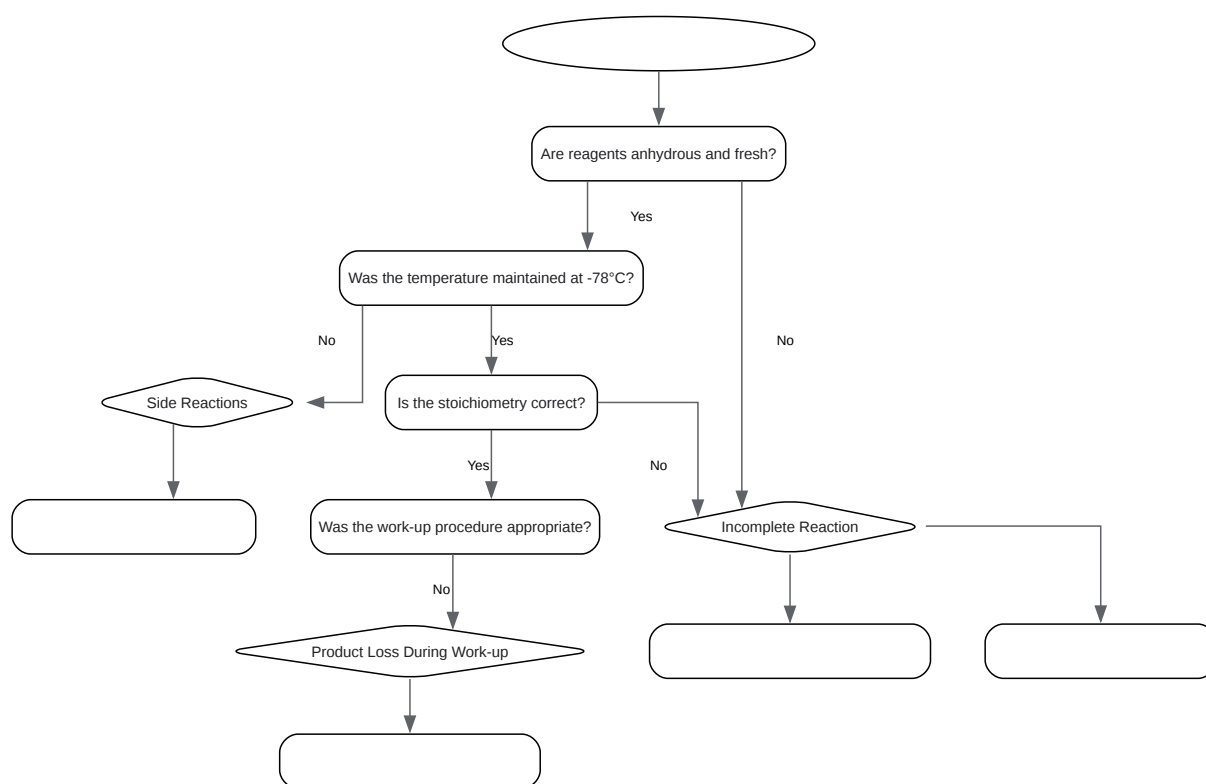 Are reagents anhydrous and fresh?
Yes
Was the temperature maintained at -78°C?
No
Yes
No
Side Reactions
Is the stoichiometry correct?
Yes
No
Was the work-up procedure appropriate?
Incomplete Reaction
No
Product Loss During Work-up